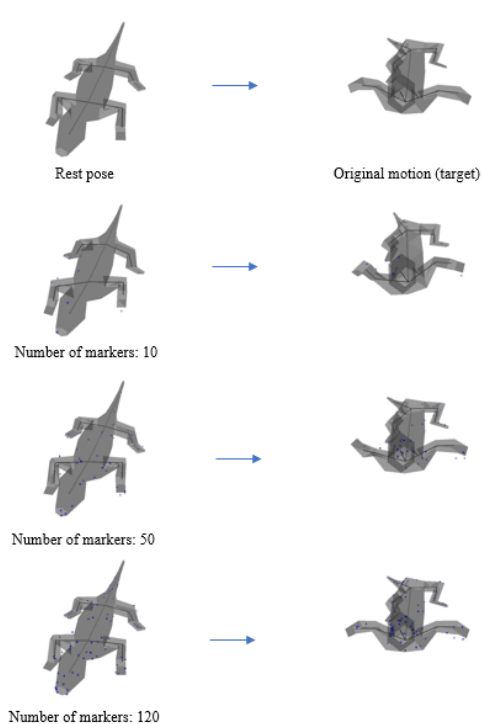 Rest pose
Original motion (target)
Number of markers: 10
Number of markers: 50
Number of markers: 120